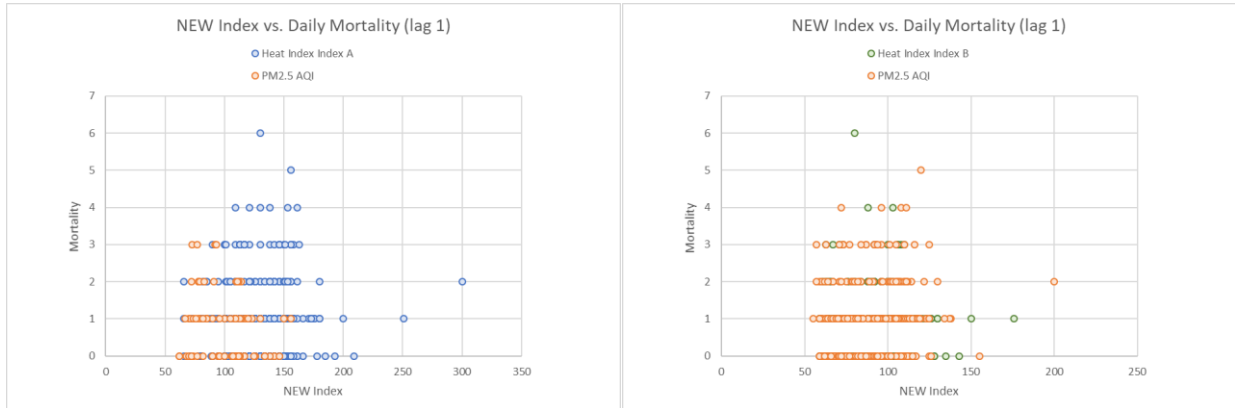 NEW Index vs. Daily Mortality (lag 1)
Heat Index Index A
PM2.5 AQI
7
6
5
4
3
2
1
0
Mortality
0 50 100 150 200 250 300 350
NEW Index
NEW Index vs. Daily Mortality (lag 1)
Heat Index Index B
PM2.5 AQI
7
6
5
4
3
2
1
0
Mortality
0 50 100 150 200 250
NEW Index